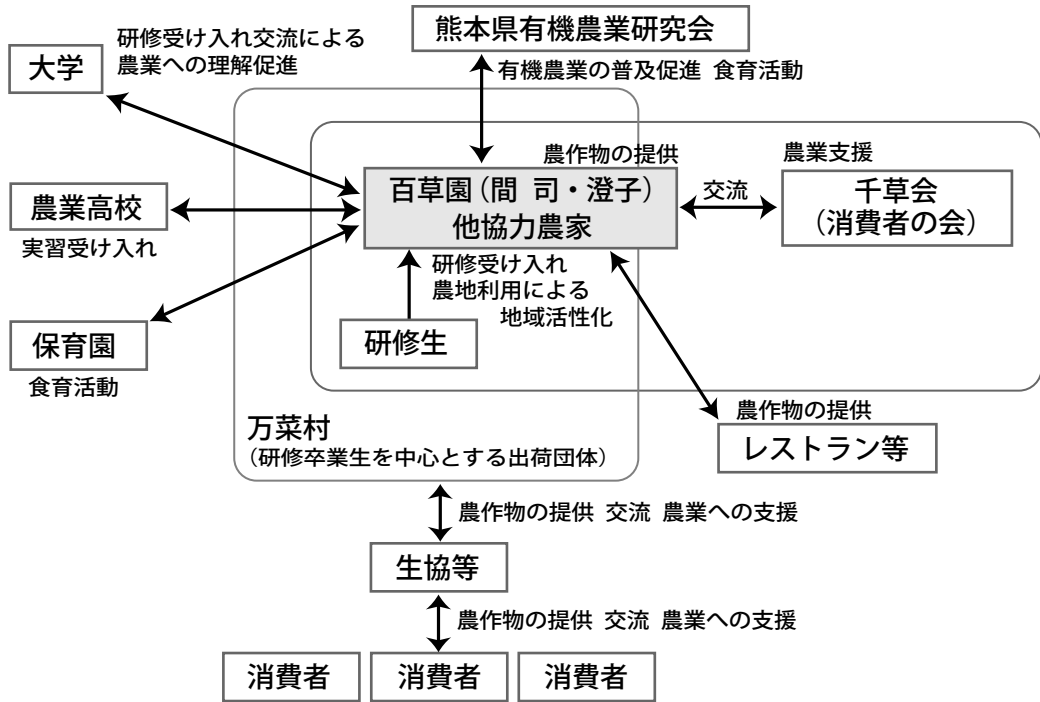 熊本県有機農業研究会
有機農業の普及促進 食育活動
大学
研修受け入れ交流による
農業への理解促進
農作物の提供
百草園(間 司・澄子)
他協力農家
農業支援
交流
千草会
(消費者の会)
農業高校
実習受け入れ
研修受け入れ
農地利用による
地域活性化
研修生
保育園
食育活動
農作物の提供
レストラン等
万菜村
(研修卒業生を中心とする出荷団体)
農作物の提供 交流 農業への支援
生協等
農作物の提供 交流 農業への支援
消費者 消費者 消費者